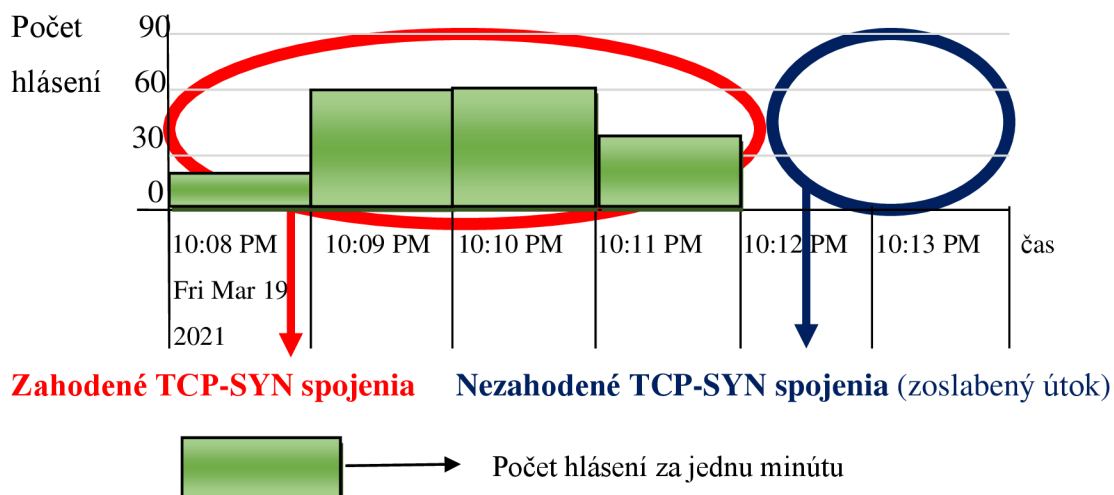 Počet
hlásení
90
60
30
0
10:08 PM 10:09 PM 10:10 PM 10:11 PM 10:12 PM 10:13 PM čas
Fri Mar 19
2021
Zahodené TCP-SYN spojenia Nezahodené TCP-SYN spojenia (zoslabený útok)
Počet hlásení za jednu minútu